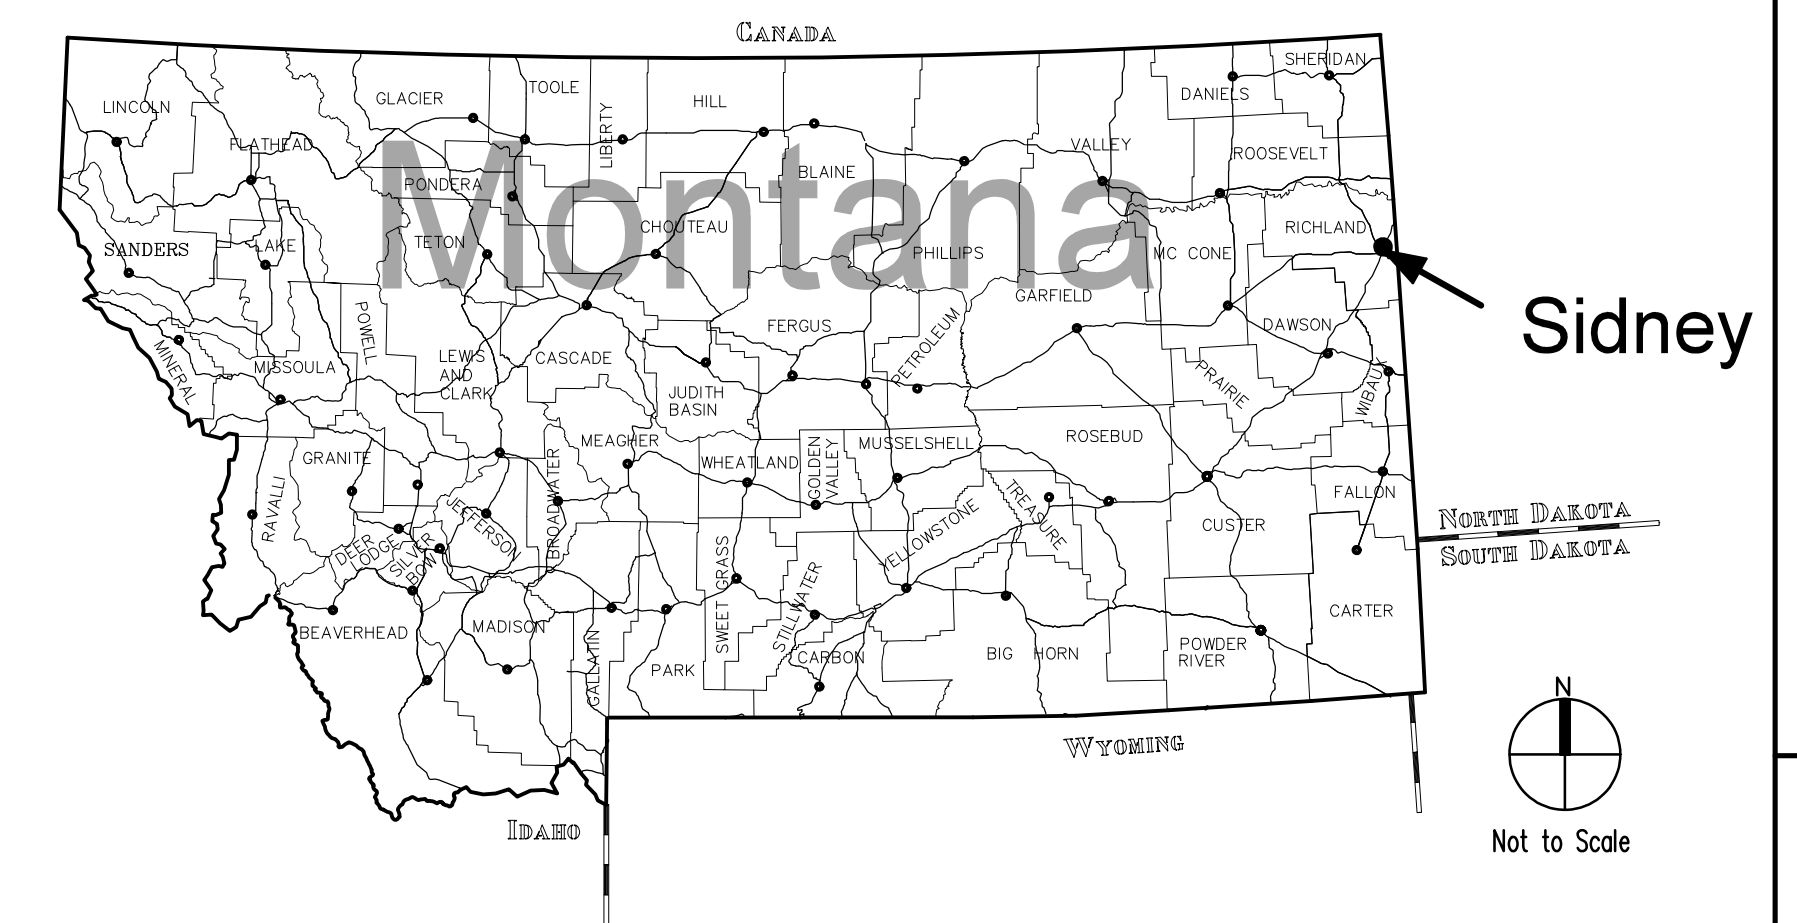 CANADA
SHERIDAN
TOOLE
DANIELS
GLACIER
HILL
LINCOLN
LIBERTY
FLATHEAD
VALLEY
ROOSEVELT
BLAINE
PONDERA
Montana
CHOUTEAU
RICHLAND
TETON
LAKE
SANDERS
PHILLIPS
MC CONE
GARFIELD
Sidney
FERGUS
DAWSON
POWELL
PETROLEUM
MINERAL
MISSOULA
LEWIS
AND
CLARK
CASCADE
PRAIRIE
WIBAUX
JUDITH
BASIN
MEAGHER
MUSSELSHELL
ROSEBUD
GRANITE
WHEATLAND
GOLDEN
VALLEY
FALLON
RAVALLI
BROADWATER
JEFFERSON
TREASURE
YELLOWSTONE
CUSTER
NORTH DAKOTA
SOUTH DAKOTA
DEER
LODGE
SILVER
BOW
SWEET GRASS
STILLWATER
CARTER
BEAVERHEAD
MADISON
GALLATIN
PARK
CARBON
BIG HORN
POWDER
RIVER
N
WYOMING
IDAHO
Not to Scale